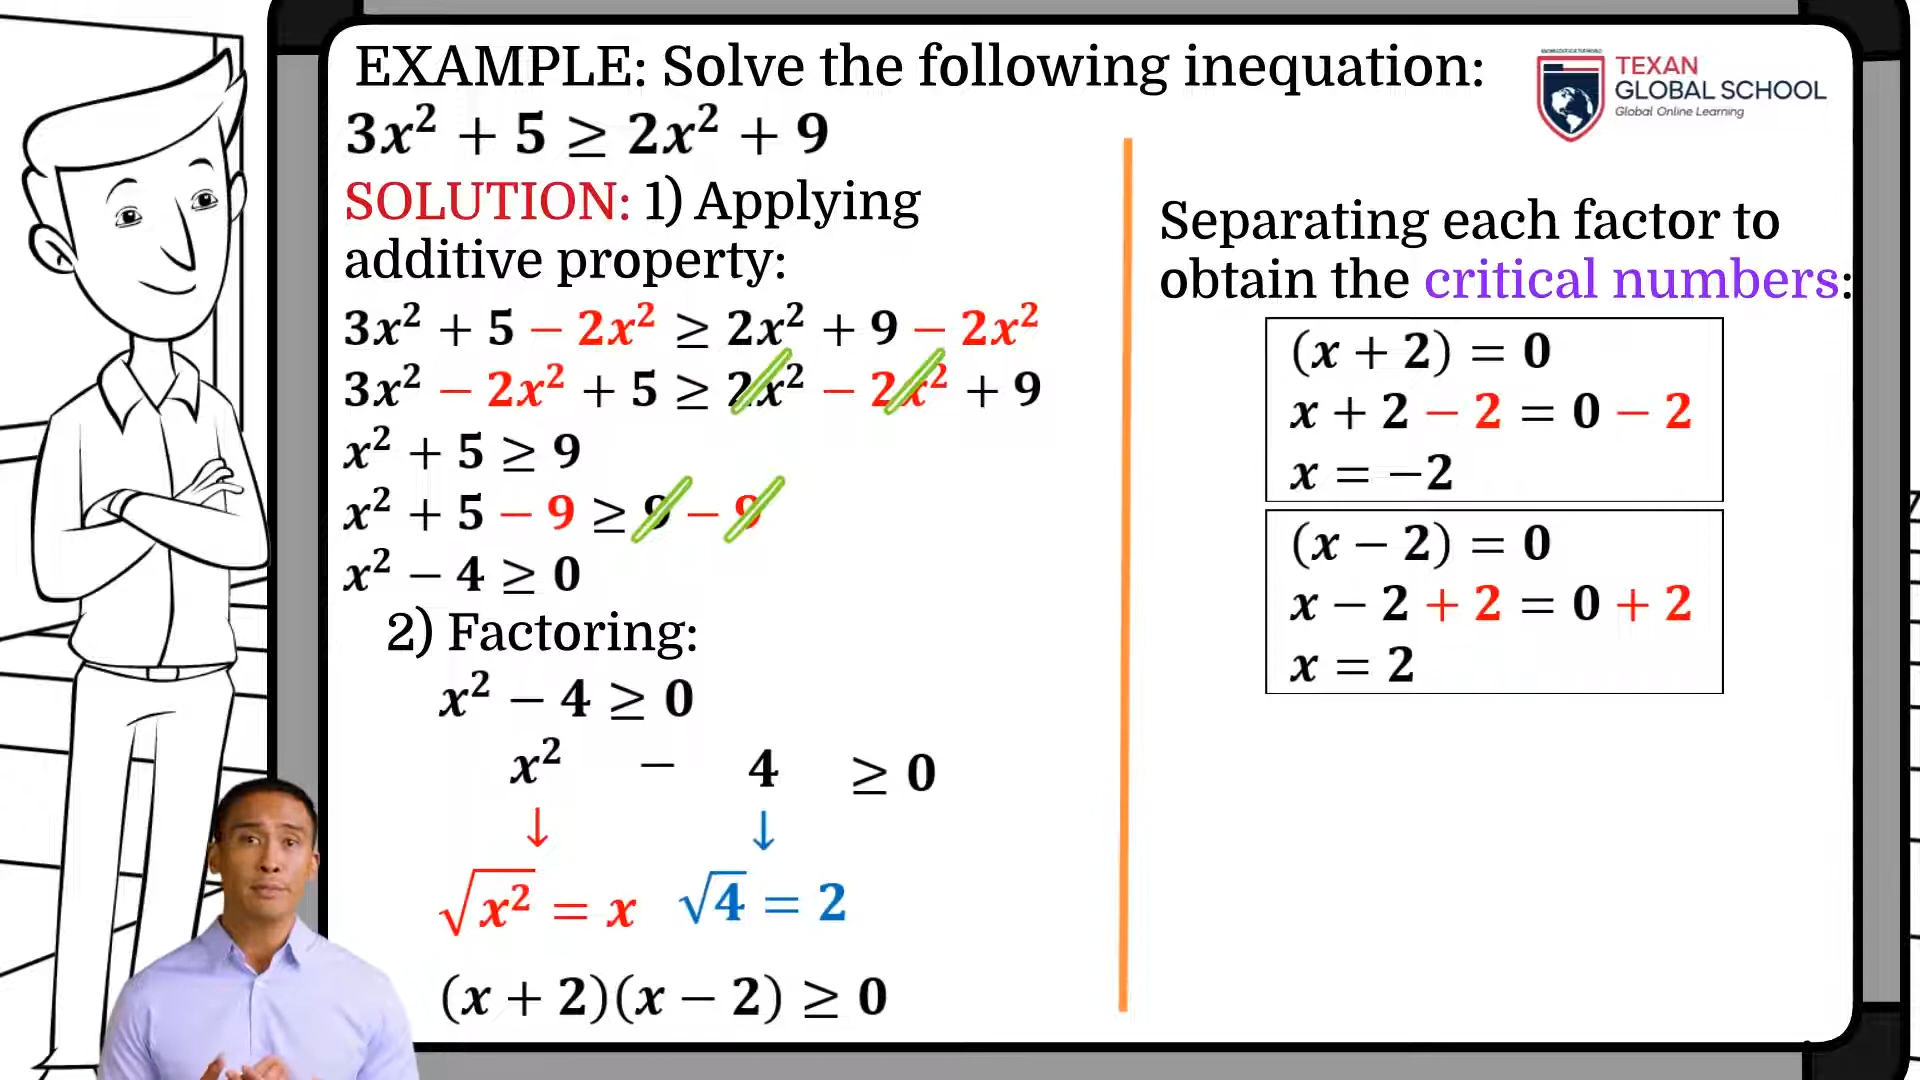 EXAMPLE: Solve the following inequation:
3x² + 5 ≥ 2x² + 9
SOLUTION: 1) Applying
additive property:
3x² + 5 − 2x² ≥ 2x² + 9 − 2x²
3x² − 2x² + 5 ≥ 2x² − 2x² + 9
x² + 5 ≥ 9
x² + 5 − 9 ≥ 9 − 9
x² − 4 ≥ 0
2) Factoring:
x² − 4 ≥ 0
x² − 4 ≥ 0
↓ ↓
√x² = x √4 = 2
(x + 2)(x − 2) ≥ 0
TEXAN
GLOBAL SCHOOL
Global Online Learning
Separating each factor to
obtain the critical numbers:
(x + 2) = 0
x + 2 − 2 = 0 − 2
x = −2
(x − 2) = 0
x − 2 + 2 = 0 + 2
x = 2